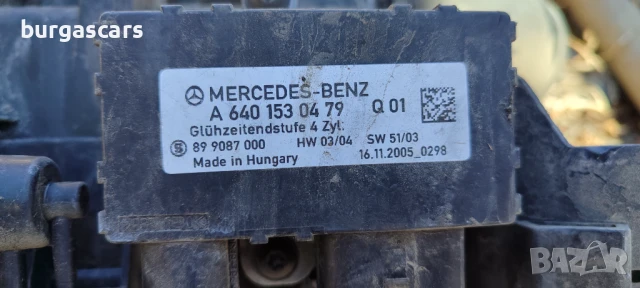 burgascars
MERCEDES-BENZ
A 640 153 04 79 Q 01
Glühzeitendstufe 4 Zyl:
S 89 9087 000 HW 03/04 SW 51/03
Made in Hungary 16.11.2005_0298
BAZAR